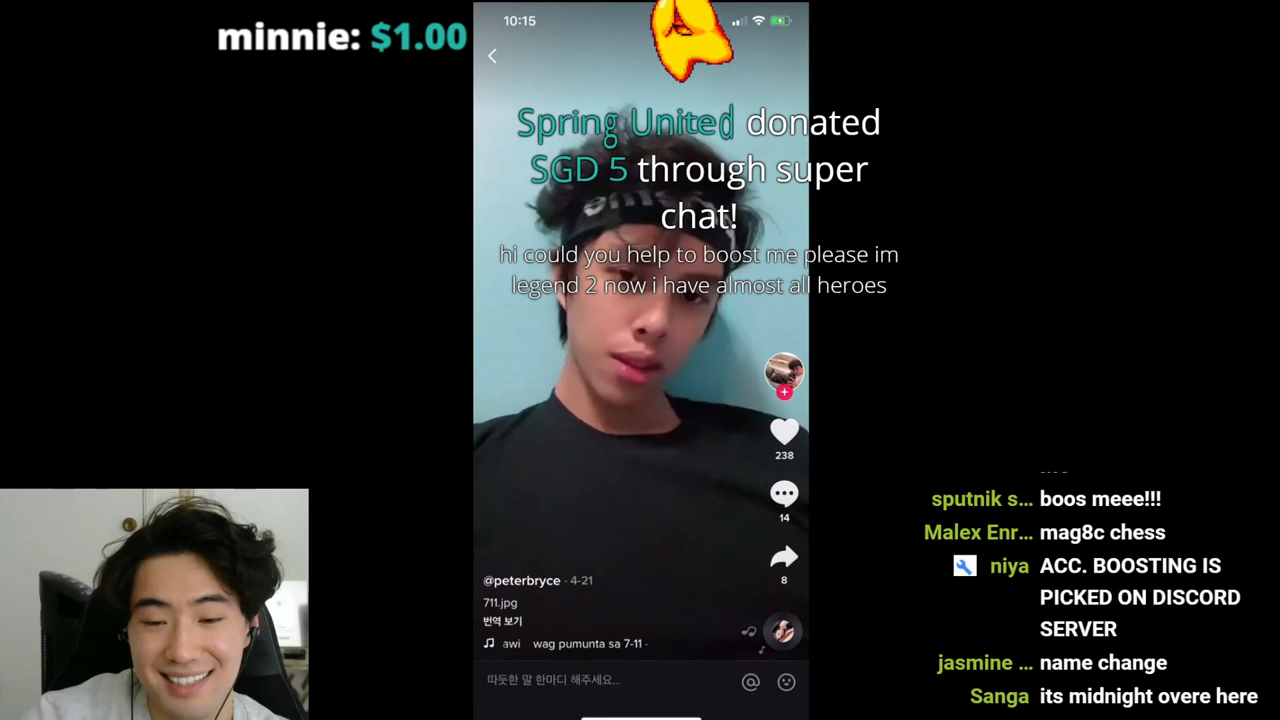 minnie: $1.00
10:15
Spring United donated
SGD 5 through super
chat!
hi could you help to boost me please im
legend 2 now i have almost all heroes
238
14
8
@peterbryce · 4-21
711.jpg
번역 보기
awi wag pumunta sa 7-11 ·
따듯한 말 한마디 해주세요...
sputnik s... boos meee!!!
Malex Enr... mag8c chess
niya ACC. BOOSTING IS
PICKED ON DISCORD
SERVER
jasmine ... name change
Sanga its midnight overe here